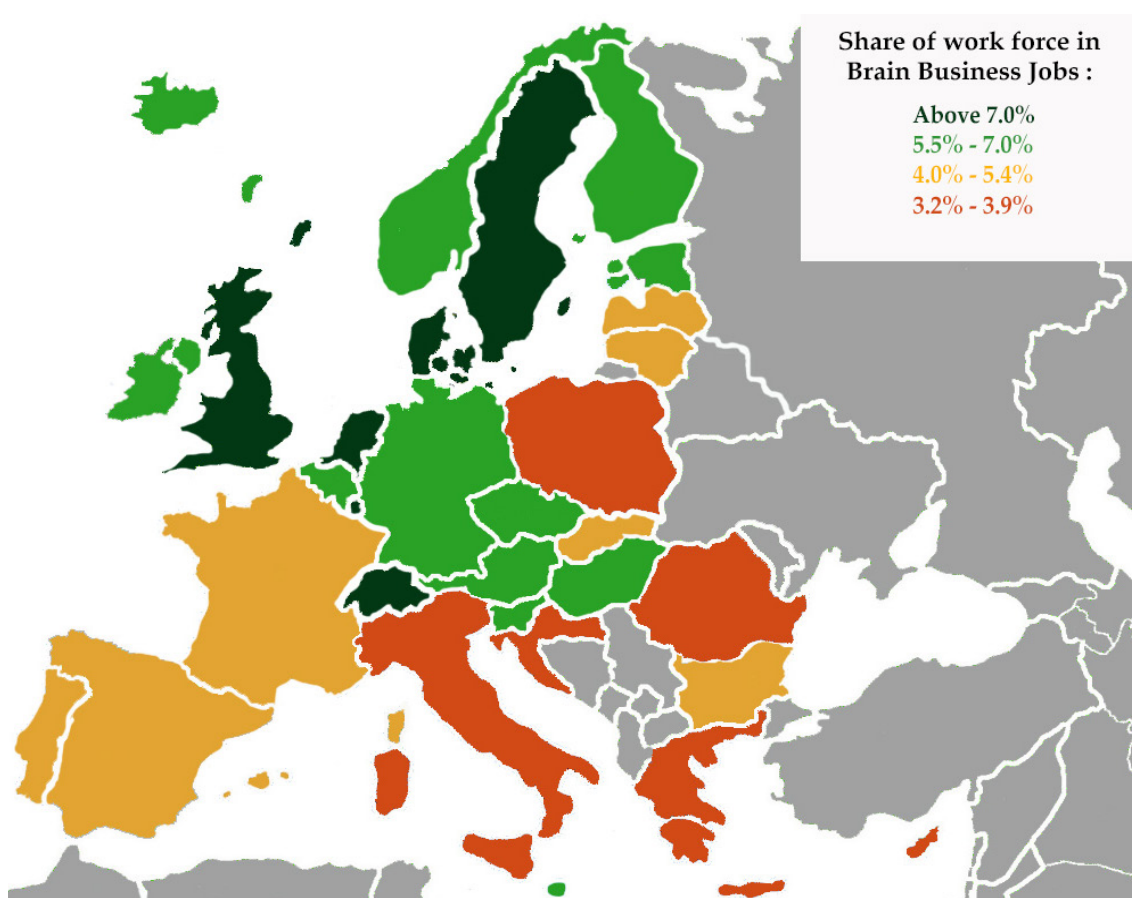 Share of work force in
Brain Business Jobs :
Above 7.0%
5.5% - 7.0%
4.0% - 5.4%
3.2% - 3.9%